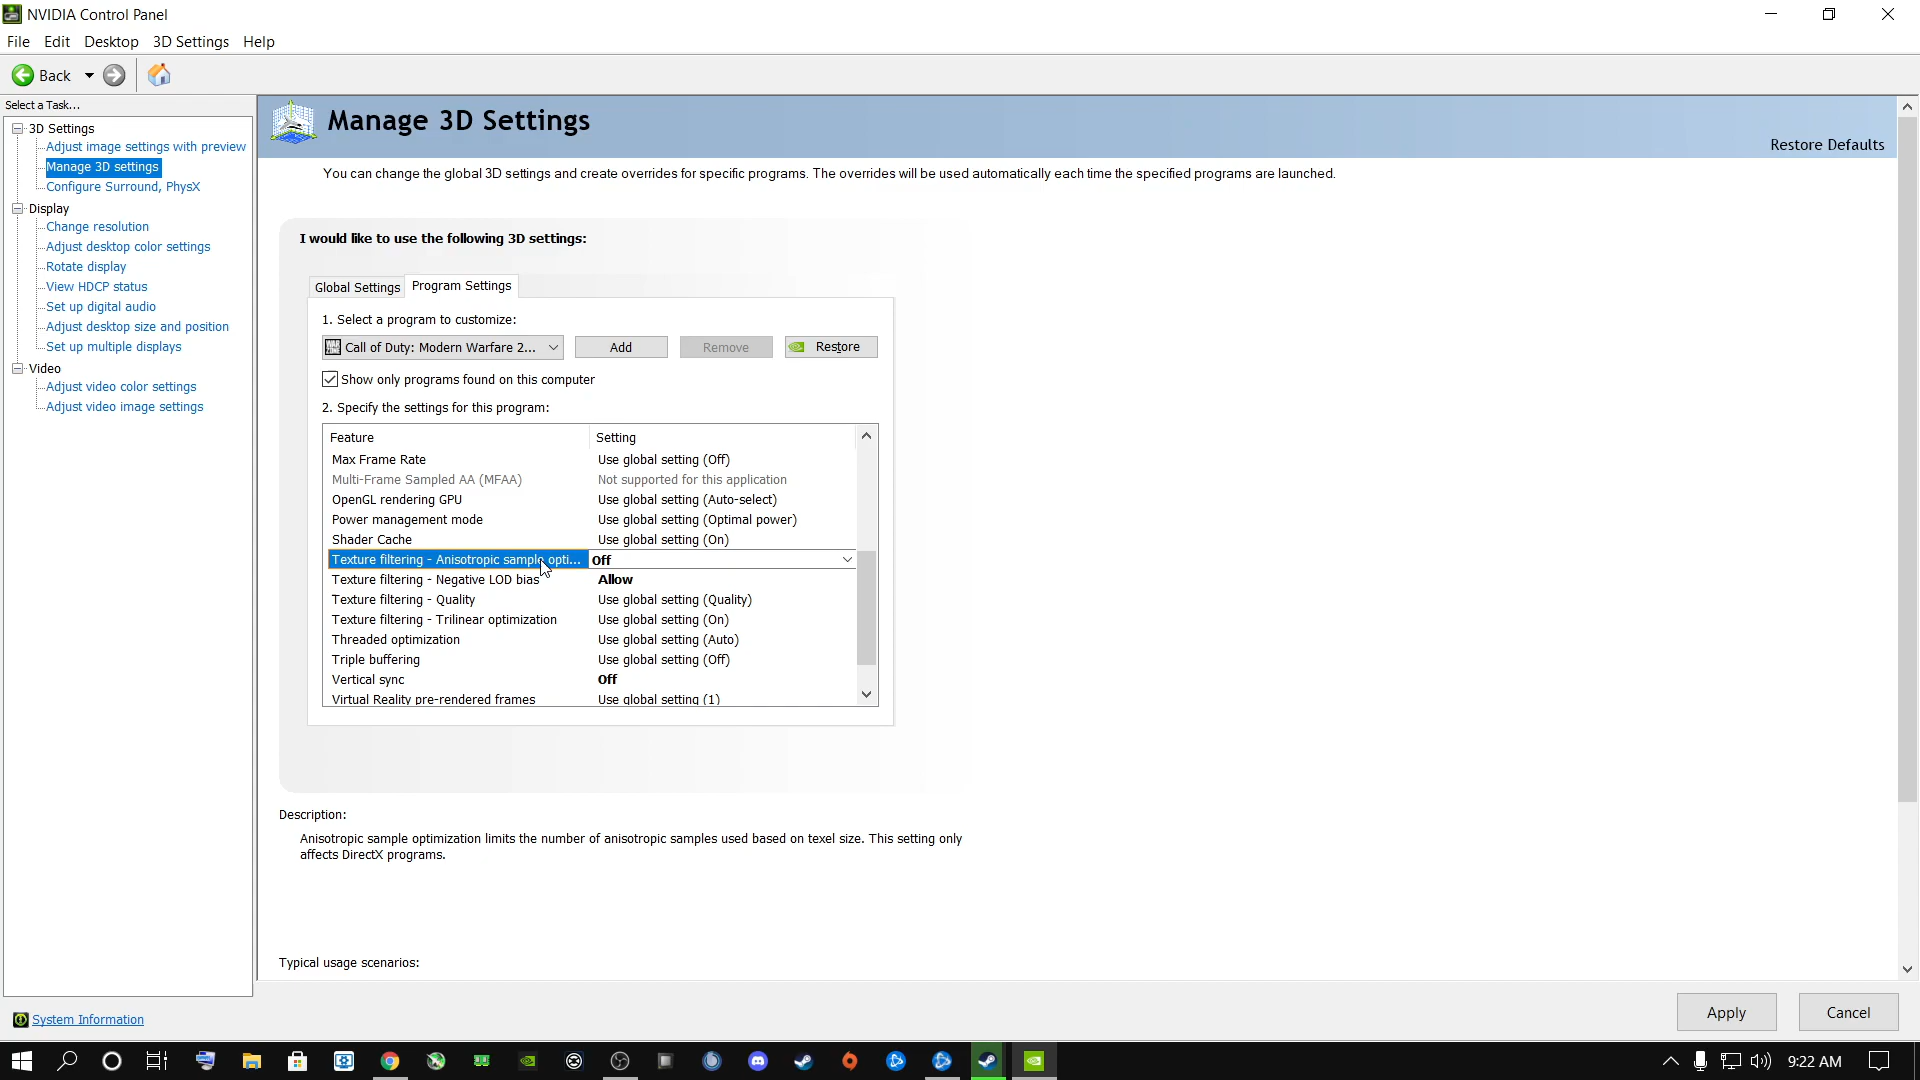 NVIDIA Control Panel
File Edit Desktop 3D Settings Help
Back
Select a Task...
3D Settings
Adjust image settings with preview
Manage 3D settings
Configure Surround, PhysX
Display
Change resolution
Adjust desktop color settings
Rotate display
View HDCP status
Set up digital audio
Adjust desktop size and position
Set up multiple displays
Video
Adjust video color settings
Adjust video image settings
System Information
Manage 3D Settings
Restore Defaults
You can change the global 3D settings and create overrides for specific programs. The overrides will be used automatically each time the specified programs are launched.
I would like to use the following 3D settings:
Global Settings Program Settings
1. Select a program to customize:
Call of Duty: Modern Warfare 2... Add Remove Restore
Show only programs found on this computer
2. Specify the settings for this program:
Feature Setting
Max Frame Rate Use global setting (Off)
Multi-Frame Sampled AA (MFAA) Not supported for this application
OpenGL rendering GPU Use global setting (Auto-select)
Power management mode Use global setting (Optimal power)
Shader Cache Use global setting (On)
Texture filtering - Anisotropic sample opti... Off
Texture filtering - Negative LOD bias Allow
Texture filtering - Quality Use global setting (Quality)
Texture filtering - Trilinear optimization Use global setting (On)
Threaded optimization Use global setting (Auto)
Triple buffering Use global setting (Off)
Vertical sync Off
Virtual Reality pre-rendered frames Use global setting (1)
Description:
Anisotropic sample optimization limits the number of anisotropic samples used based on texel size. This setting only
affects DirectX programs.
Typical usage scenarios:
Apply Cancel
9:22 AM